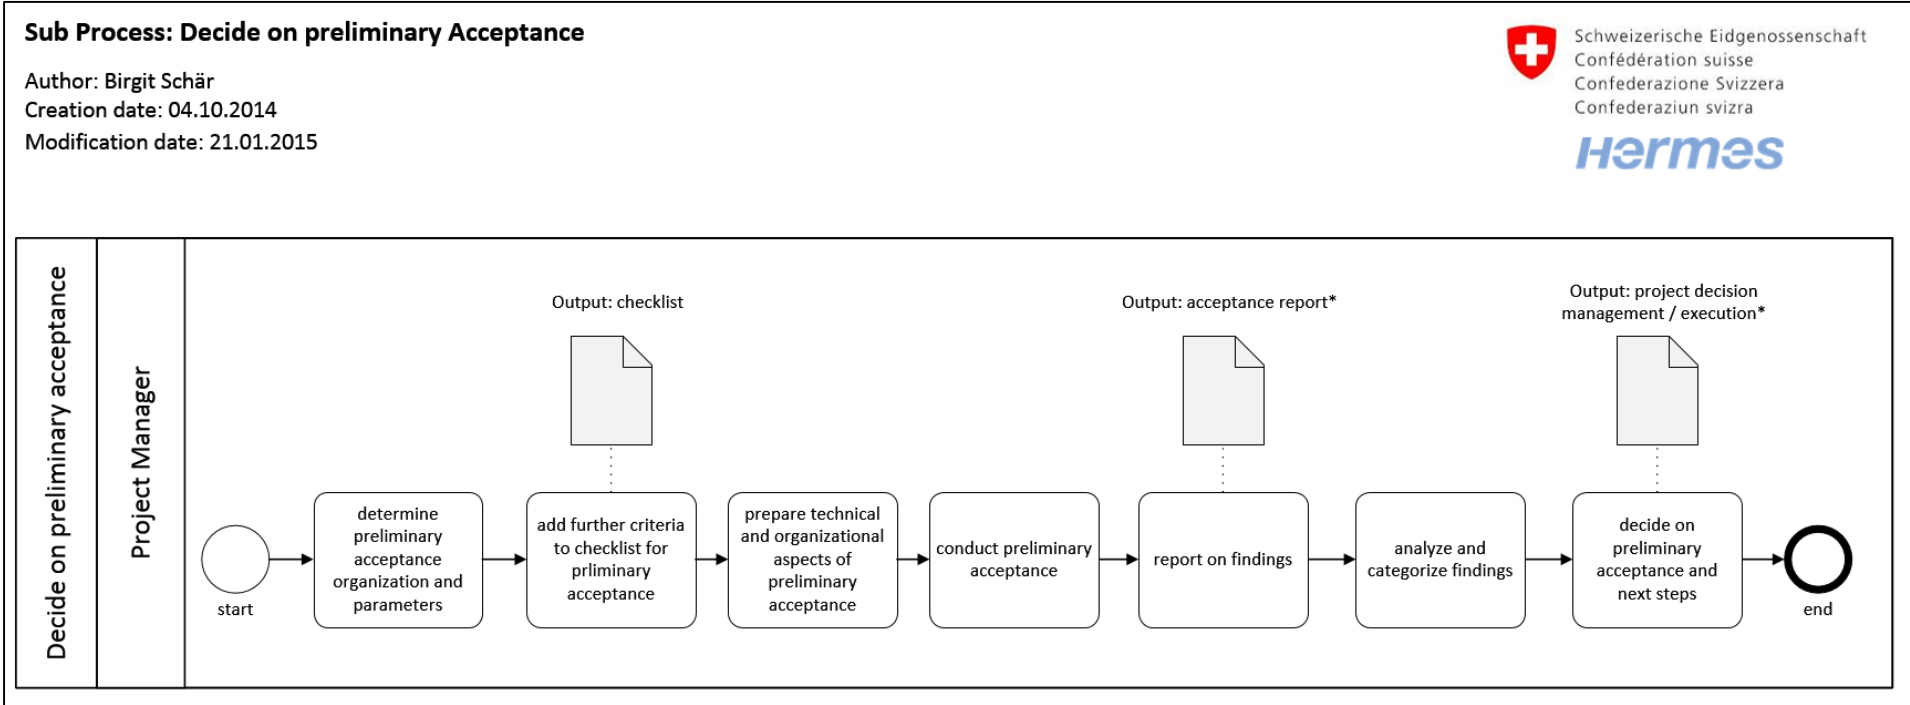 Sub Process: Decide on preliminary Acceptance
Author: Birgit Schär
Creation date: 04.10.2014
Modification date: 21.01.2015
Schweizerische Eidgenossenschaft
Confédération suisse
Confederazione Svizzera
Confederaziun svizra
Hermes
Decide on preliminary acceptance
Project Manager
Output: checklist
Output: acceptance report*
Output: project decision
management / execution*
start
determine
preliminary
acceptance
organization and
parameters
add further criteria
to checklist for
prliminary
acceptance
prepare technical
and organizational
aspects of
preliminary
acceptance
conduct preliminary
acceptance
report on findings
analyze and
categorize findings
decide on
preliminary
acceptance and
next steps
end